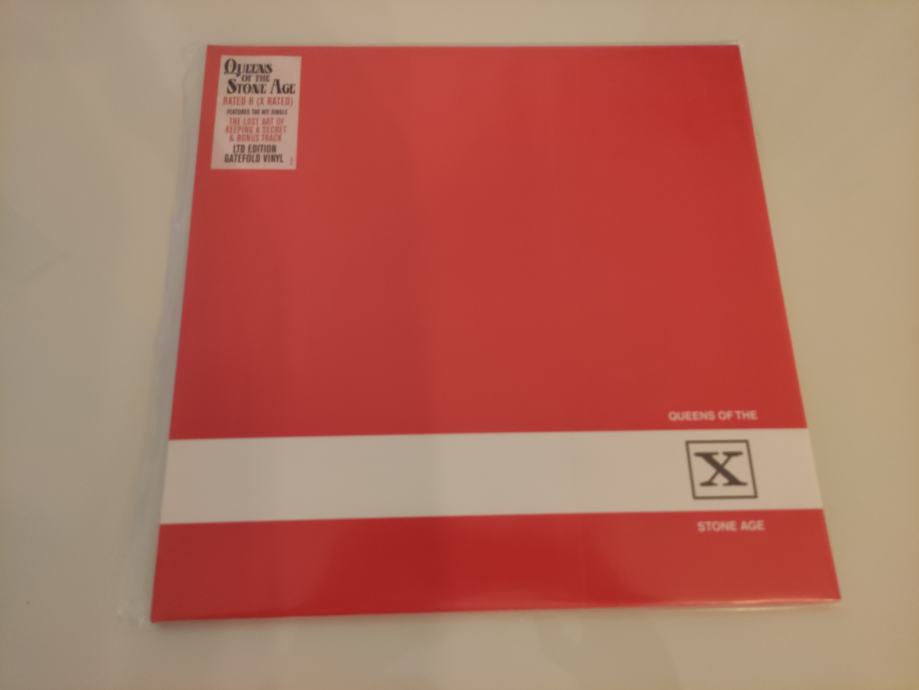 QUEENS
OF THE
STONE AGE
RATED R (X RATED)
FEATURES THE HIT SINGLE
THE LOST ART OF
KEEPING A SECRET
& BONUS TRACK
LTD EDITION
GATEFOLD VINYL
QUEENS OF THE
X
STONE AGE